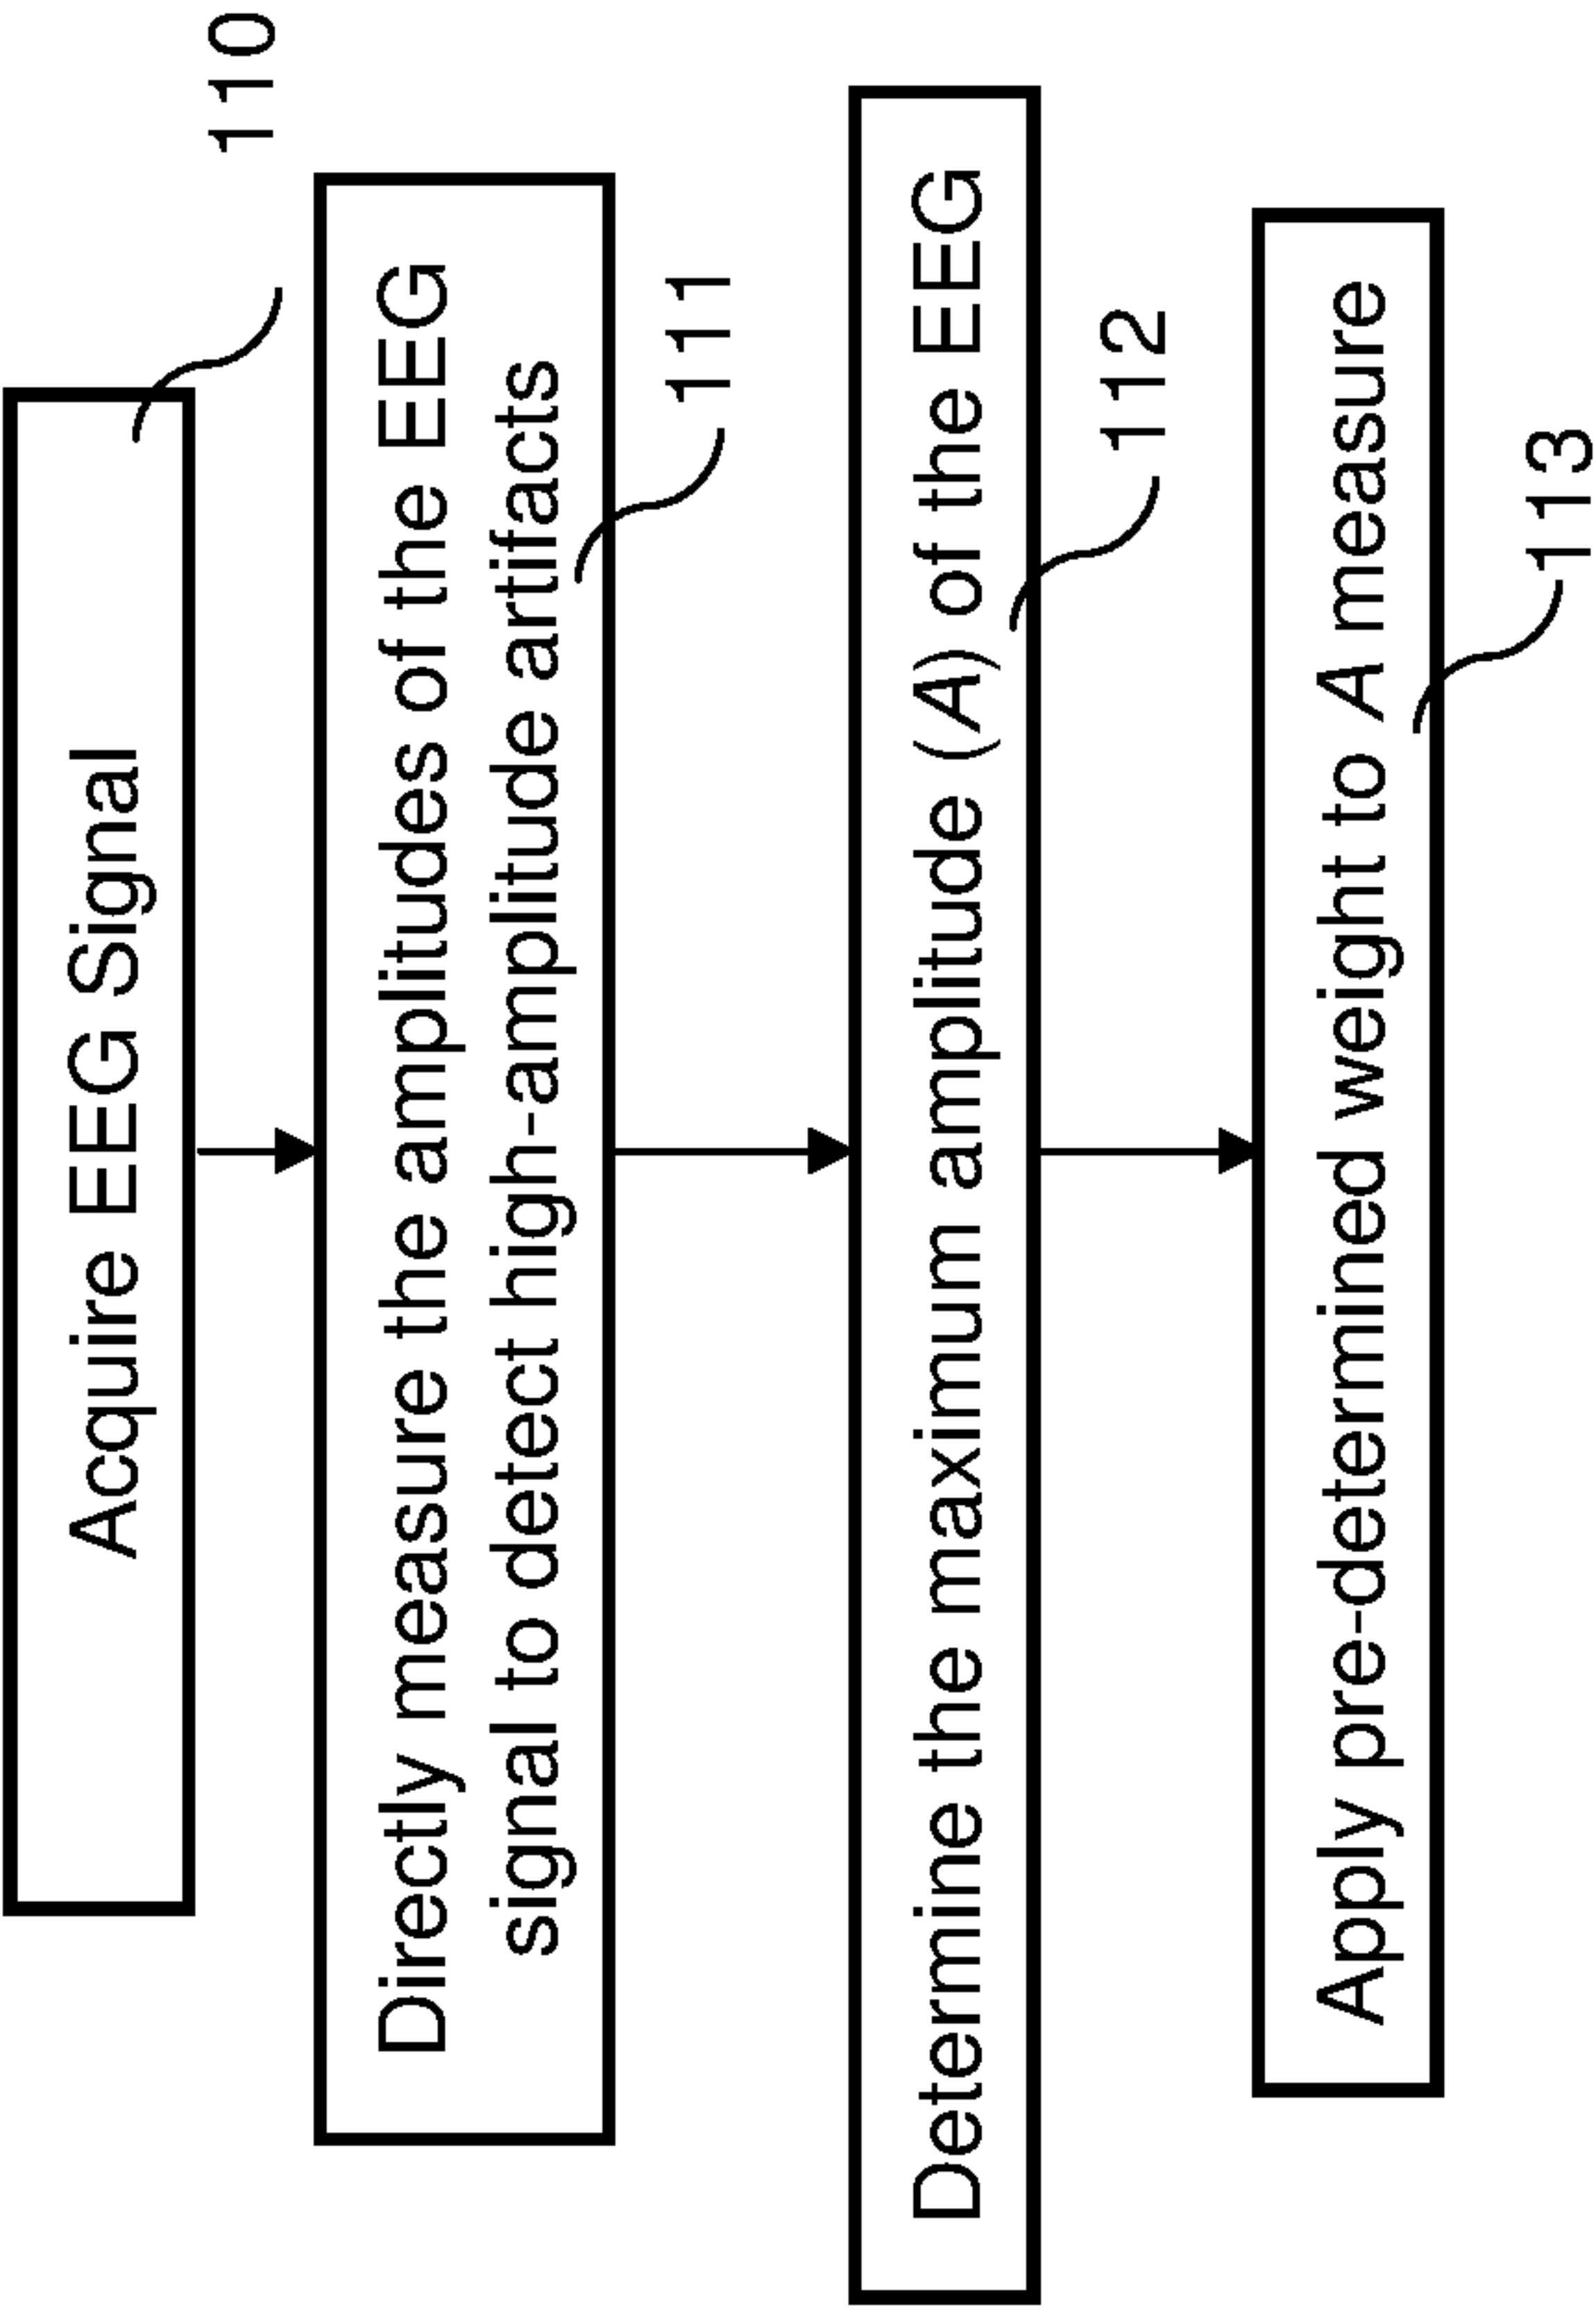 Acquire EEG Signal
110
Directly measure the amplitudes of the EEG
signal to detect high-amplitude artifacts
111
Determine the maximum amplitude (A) of the EEG
112
Apply pre-determined weight to A measure
113